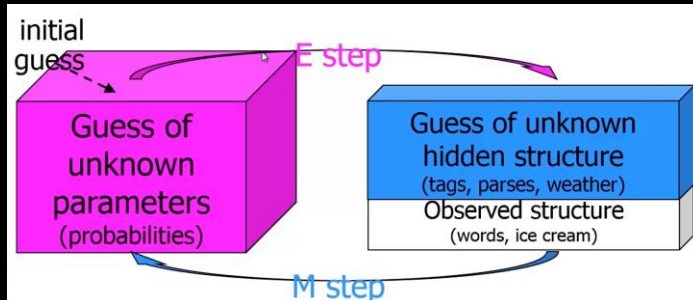 initial
guess
E step
Guess of
unknown
parameters
(probabilities)
Guess of unknown
hidden structure
(tags, parses, weather)
Observed structure
(words, ice cream)
M step